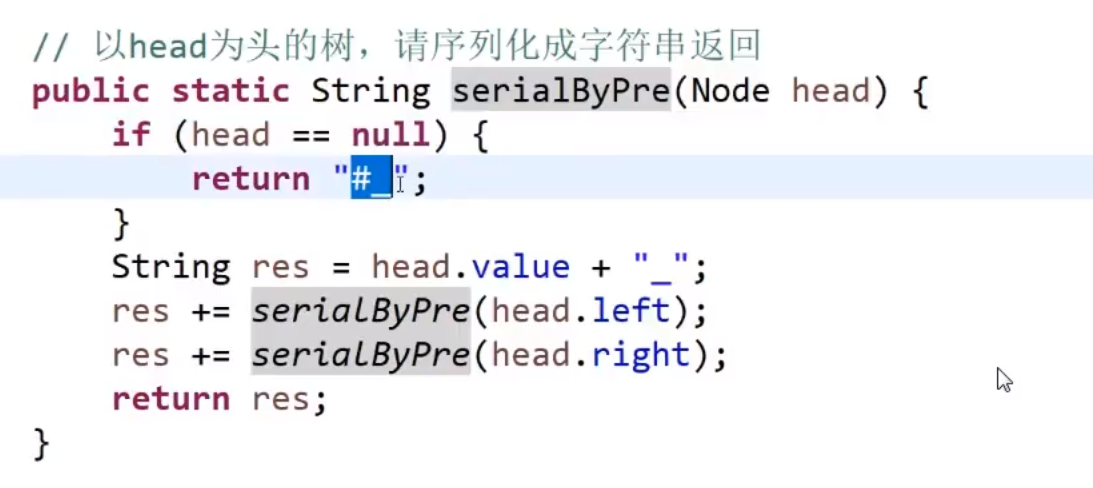 // 以head为头的树，请序列化成字符串返回
public static String serialByPre(Node head) {
    if (head == null) {
        return "#_";
    }
    String res = head.value + "_";
    res += serialByPre(head.left);
    res += serialByPre(head.right);
    return res;
}